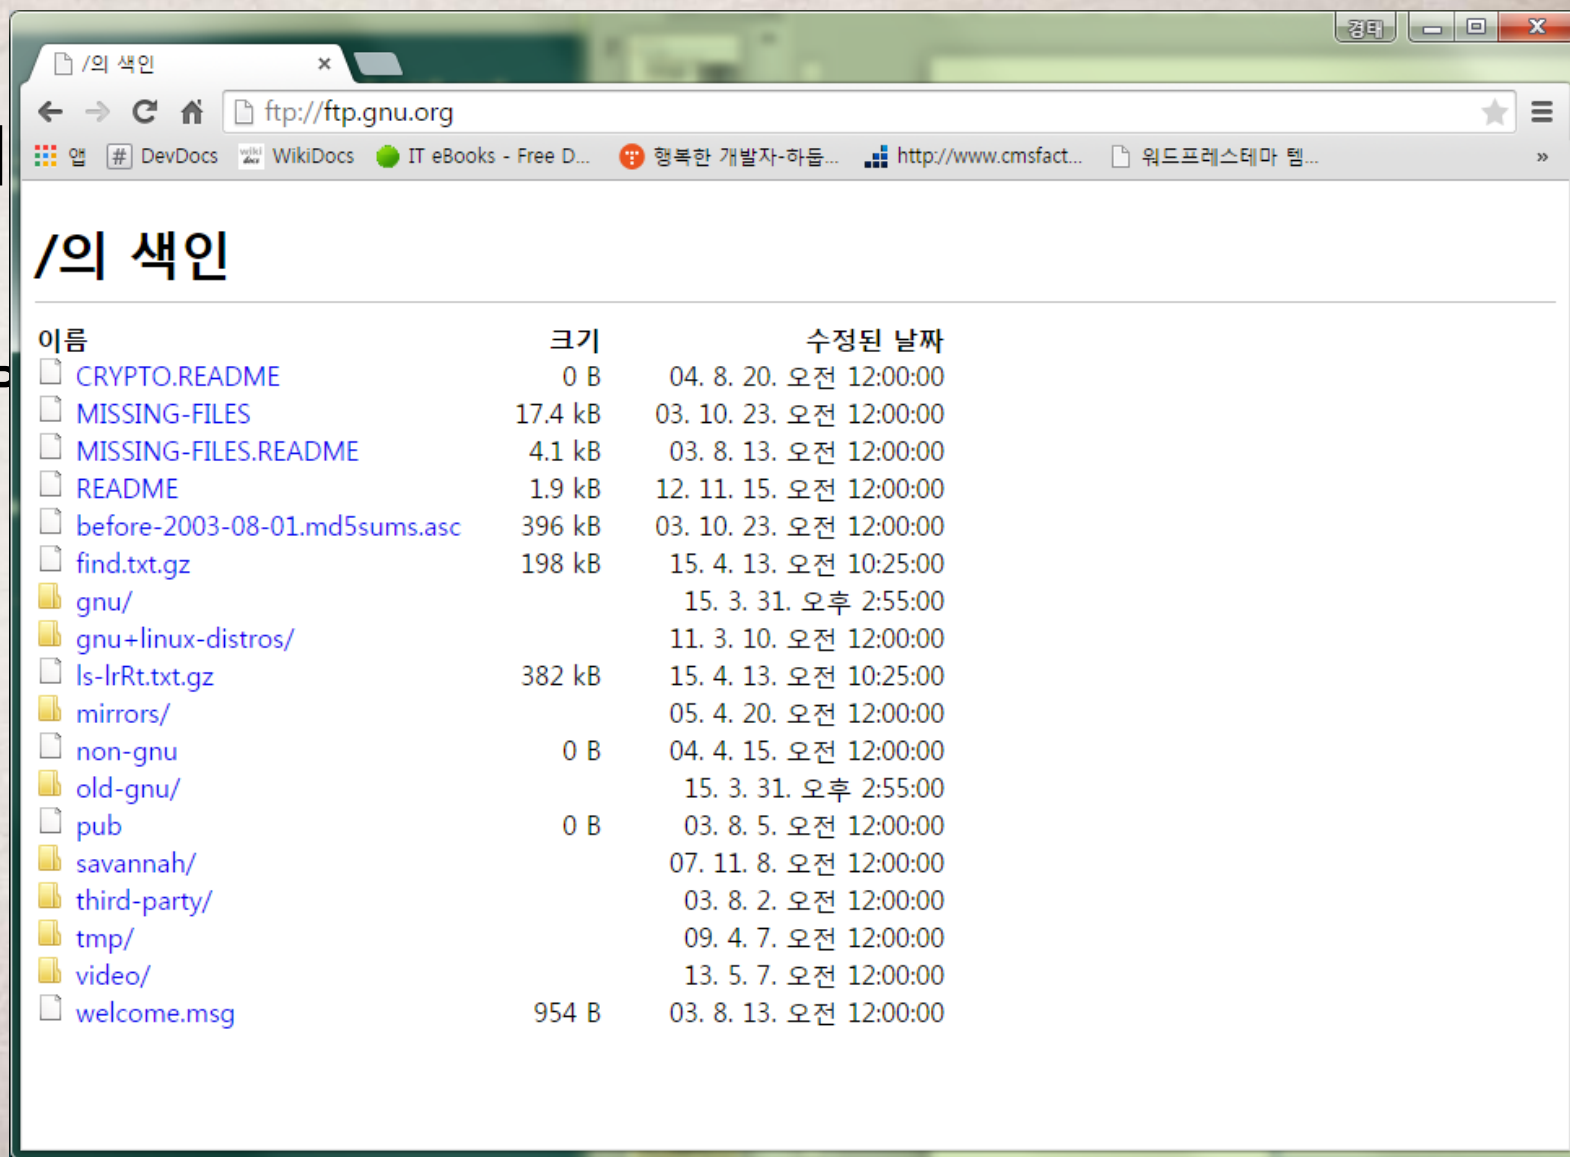 경태
/의 색인
ftp://ftp.gnu.org
앱 DevDocs wiki docs WikiDocs IT eBooks - Free D... 행복한 개발자-하둡... http://www.cmsfact... 워드프레스테마 템... »
/의 색인
이름 크기 수정된 날짜
CRYPTO.README 0 B 04. 8. 20. 오전 12:00:00
MISSING-FILES 17.4 kB 03. 10. 23. 오전 12:00:00
MISSING-FILES.README 4.1 kB 03. 8. 13. 오전 12:00:00
README 1.9 kB 12. 11. 15. 오전 12:00:00
before-2003-08-01.md5sums.asc 396 kB 03. 10. 23. 오전 12:00:00
find.txt.gz 198 kB 15. 4. 13. 오전 10:25:00
gnu/ 15. 3. 31. 오후 2:55:00
gnu+linux-distros/ 11. 3. 10. 오전 12:00:00
ls-lrRt.txt.gz 382 kB 15. 4. 13. 오전 10:25:00
mirrors/ 05. 4. 20. 오전 12:00:00
non-gnu 0 B 04. 4. 15. 오전 12:00:00
old-gnu/ 15. 3. 31. 오후 2:55:00
pub 0 B 03. 8. 5. 오전 12:00:00
savannah/ 07. 11. 8. 오전 12:00:00
third-party/ 03. 8. 2. 오전 12:00:00
tmp/ 09. 4. 7. 오전 12:00:00
video/ 13. 5. 7. 오전 12:00:00
welcome.msg 954 B 03. 8. 13. 오전 12:00:00